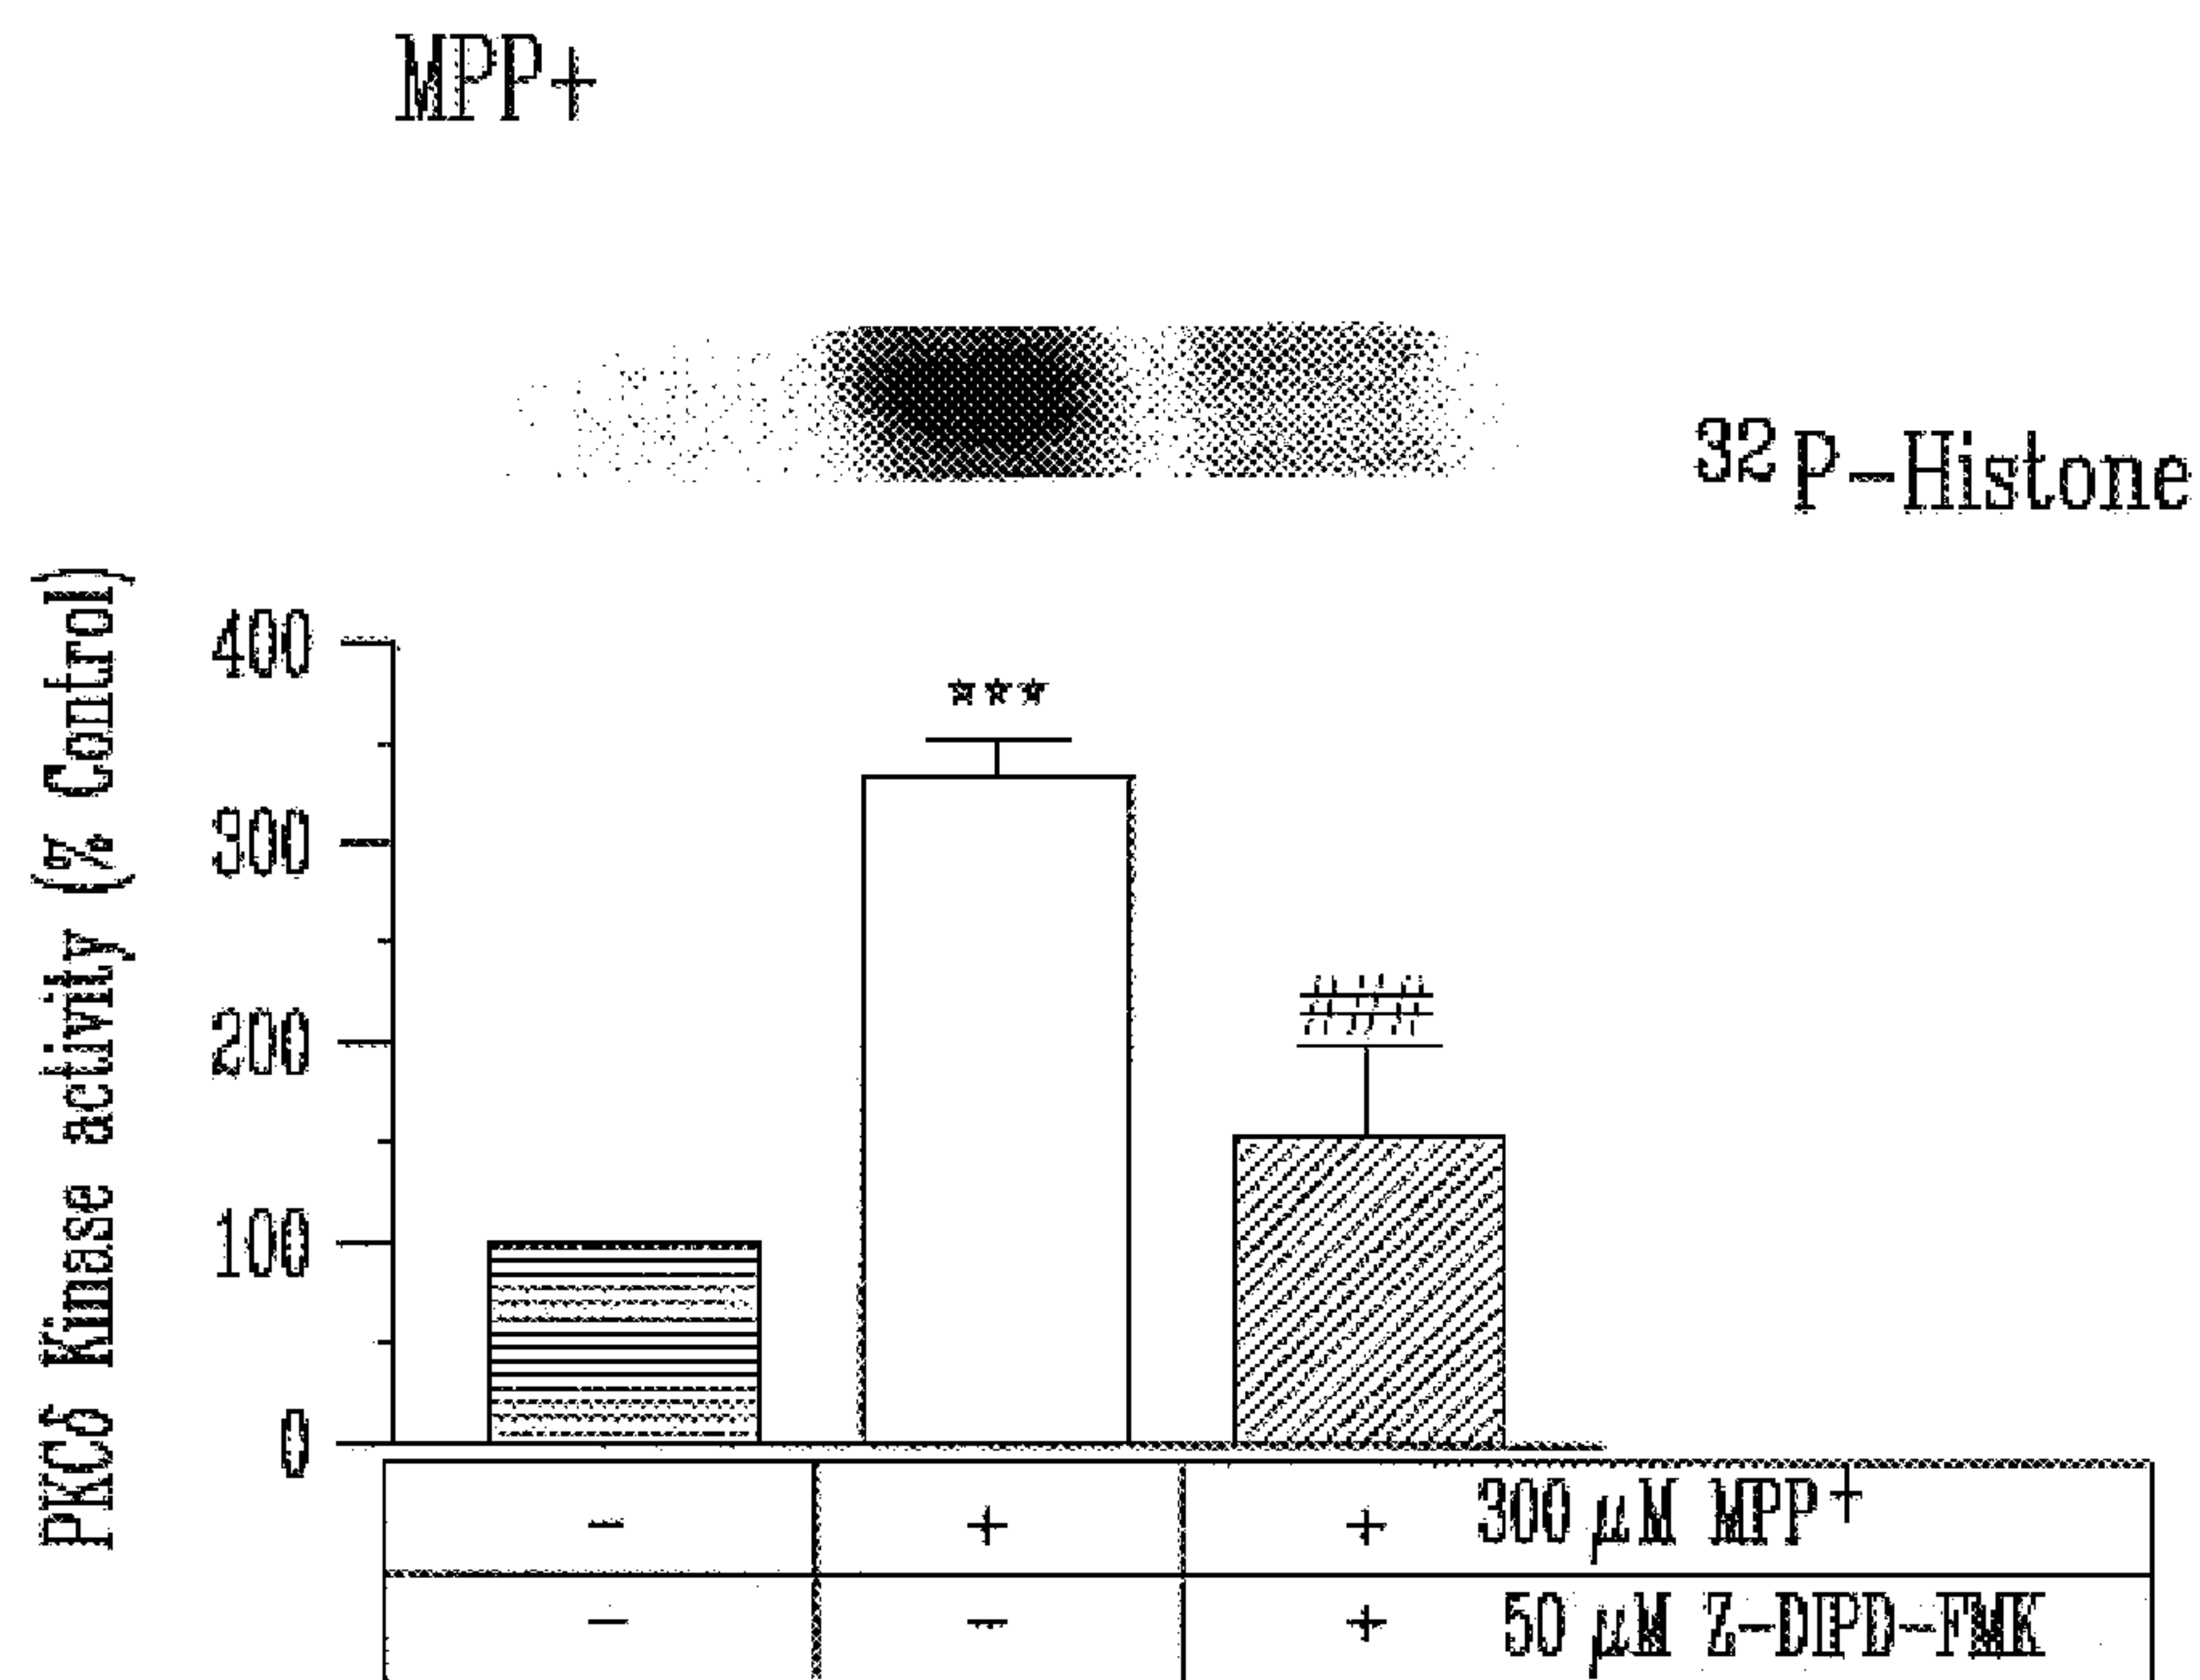 MPP+
32P-Histone
PKCδ Kinase activity (% Control)
400
***
300
###
200
100
0
− + + 300 μM MPP+
− − + 50 μM Z-DIPD-FMK